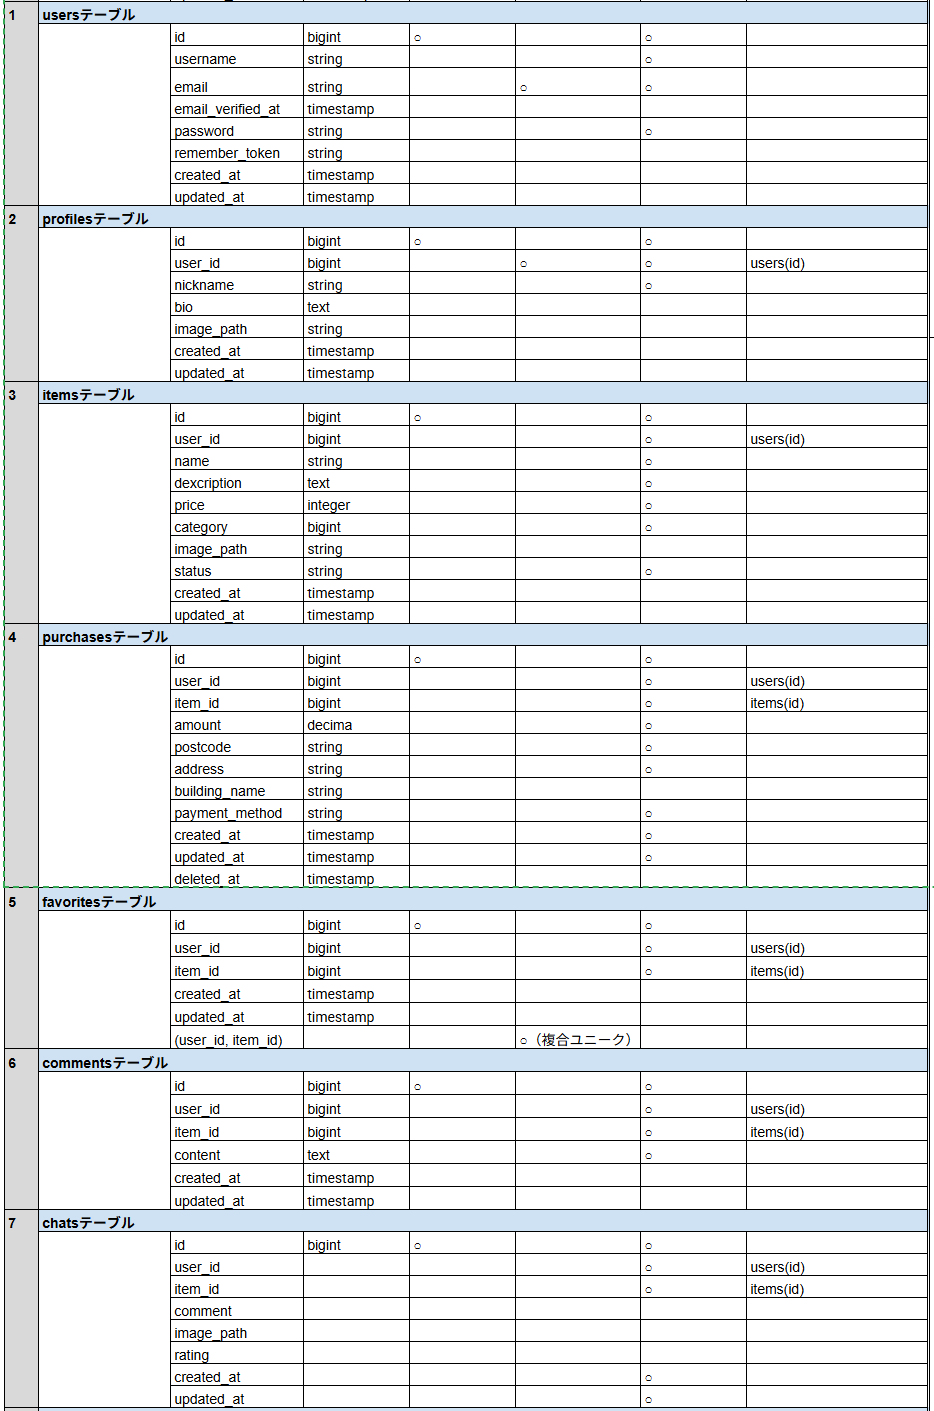 1 usersテーブル
id bigint ○ ○
username string ○
email string ○ ○
email_verified_at timestamp
password string ○
remember_token string
created_at timestamp
updated_at timestamp
2 profilesテーブル
id bigint ○ ○
user_id bigint ○ ○ users(id)
nickname string ○
bio text
image_path string
created_at timestamp
updated_at timestamp
3 itemsテーブル
id bigint ○ ○
user_id bigint ○ users(id)
name string ○
dexcription text ○
price integer ○
category bigint ○
image_path string
status string ○
created_at timestamp
updated_at timestamp
4 purchasesテーブル
id bigint ○ ○
user_id bigint ○ users(id)
item_id bigint ○ items(id)
amount decima ○
postcode string ○
address string ○
building_name string
payment_method string ○
created_at timestamp ○
updated_at timestamp ○
deleted_at timestamp
5 favoritesテーブル
id bigint ○ ○
user_id bigint ○ users(id)
item_id bigint ○ items(id)
created_at timestamp
updated_at timestamp
(user_id, item_id) ○（複合ユニーク）
6 commentsテーブル
id bigint ○ ○
user_id bigint ○ users(id)
item_id bigint ○ items(id)
content text ○
created_at timestamp
updated_at timestamp
7 chatsテーブル
id bigint ○ ○
user_id ○ users(id)
item_id ○ items(id)
comment
image_path
rating
created_at ○
updated_at ○